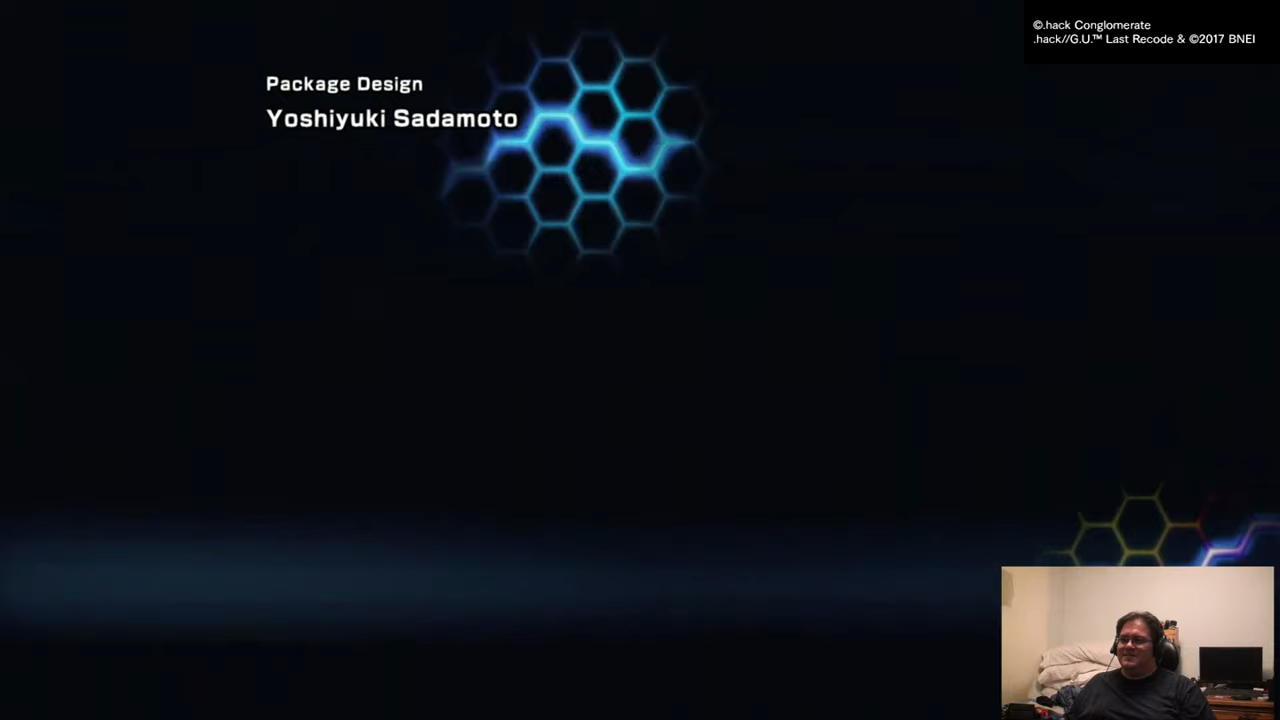 ©.hack Conglomerate
.hack//G.U.™ Last Recode & ©2017 BNEI
Package Design
Yoshiyuki Sadamoto